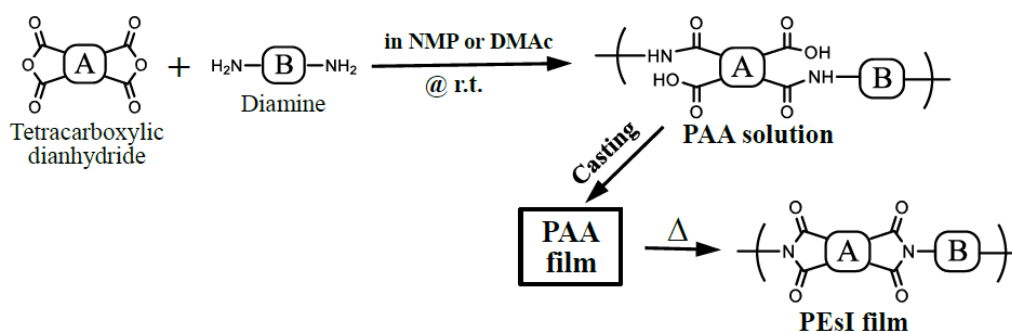 O O
O A O
O O
Tetracarboxylic
dianhydride
+
H₂N B NH₂
Diamine
in NMP or DMAc
@ r.t.
O O
HN OH
A
HO NH B
O O
PAA solution
Casting
PAA
film
Δ
O O
N A N B
O O
PEsI film